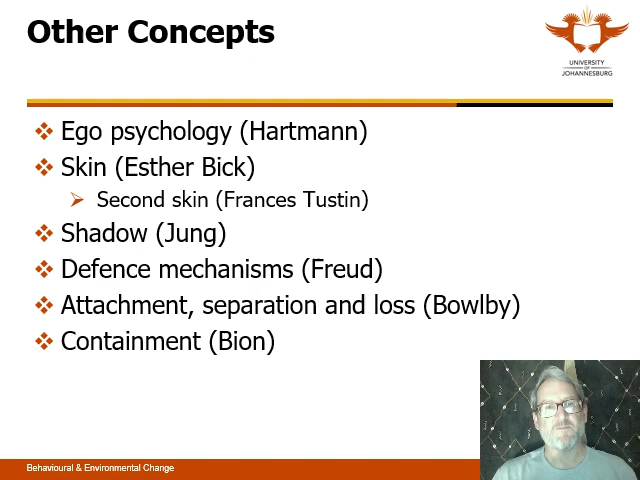 Other Concepts
UNIVERSITY
OF
JOHANNESBURG
Ego psychology (Hartmann)
Skin (Esther Bick)
Second skin (Frances Tustin)
Shadow (Jung)
Defence mechanisms (Freud)
Attachment, separation and loss (Bowlby)
Containment (Bion)
Behavioural & Environmental Change